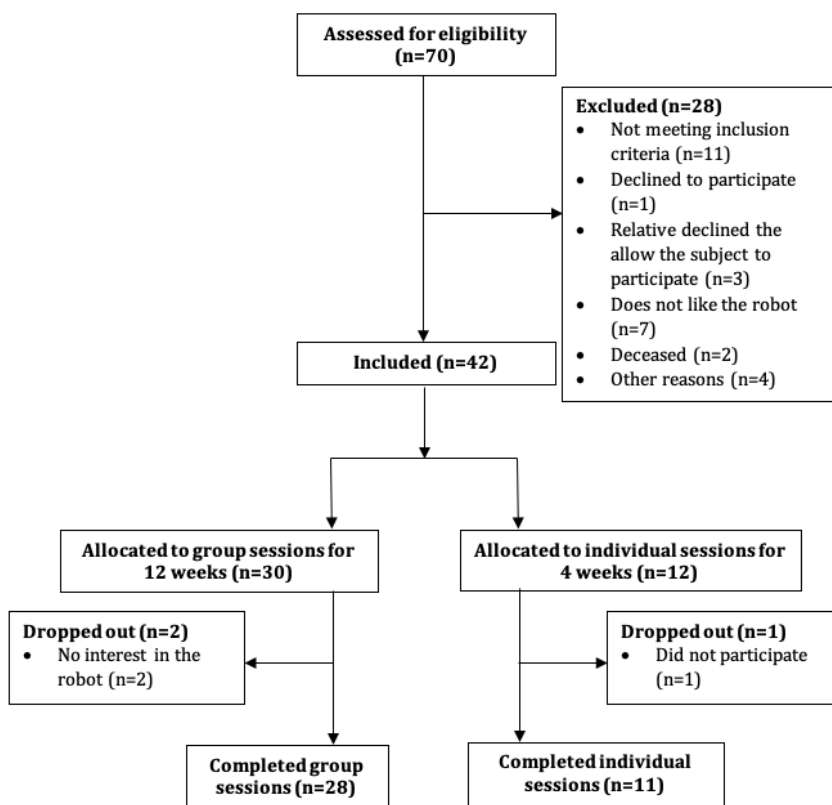 Assessed for eligibility
(n=70)
Excluded (n=28)
• Not meeting inclusion
criteria (n=11)
• Declined to participate
(n=1)
• Relative declined the
allow the subject to
participate (n=3)
• Does not like the robot
(n=7)
• Deceased (n=2)
• Other reasons (n=4)
Included (n=42)
Allocated to group sessions for
12 weeks (n=30)
Allocated to individual sessions for
4 weeks (n=12)
Dropped out (n=2)
• No interest in the
robot (n=2)
Dropped out (n=1)
• Did not participate
(n=1)
Completed group
sessions (n=28)
Completed individual
sessions (n=11)